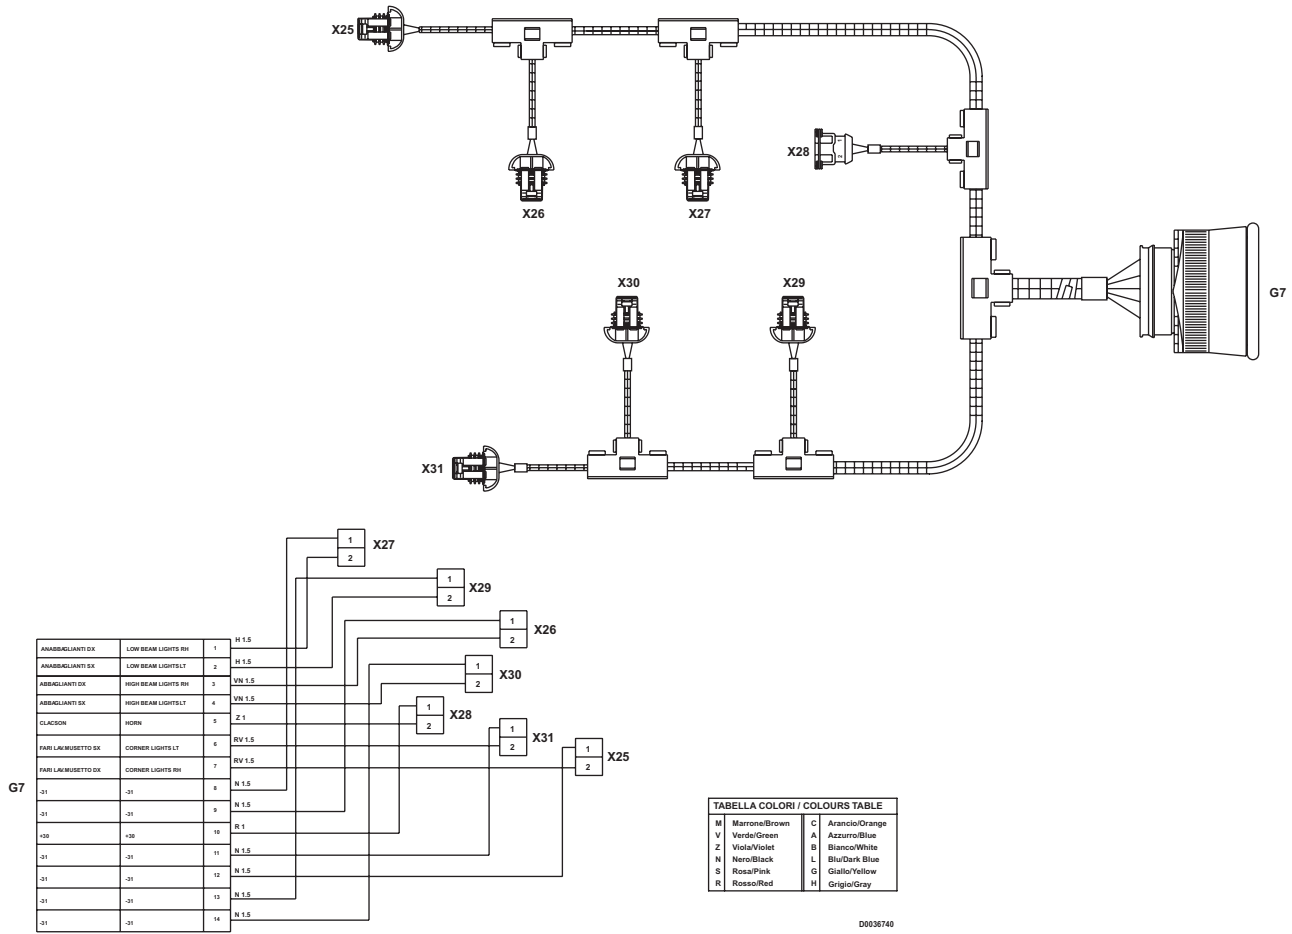 X25
X26
X27
X28
G7
X30
X29
X31
1
2
1
2
X27
1
2
X29
1
2
X26
1
2
X30
1
2
X28
1
2
X31
1
2
X25
G7
ANABBAGLIANTI DX LOW BEAM LIGHTS RH 1 H 1.5
ANABBAGLIANTI SX LOW BEAM LIGHTS LT 2 H 1.5
ABBAGLIANTI DX HIGH BEAM LIGHTS RH 3 VN 1.5
ABBAGLIANTI SX HIGH BEAM LIGHTS LT 4 VN 1.5
CLACSON HORN 5 Z 1
FARI LAV.MUSETTO SX CORNER LIGHTS LT 6 RV 1.5
FARI LAV.MUSETTO DX CORNER LIGHTS RH 7 RV 1.5
-31 -31 8 N 1.5
-31 -31 9 N 1.5
+30 +30 10 R 1
-31 -31 11 N 1.5
-31 -31 12 N 1.5
-31 -31 13 N 1.5
-31 -31 14 N 1.5
TABELLA COLORI / COLOURS TABLE
M Marrone/Brown C Arancio/Orange
V Verde/Green A Azzurro/Blue
Z Viola/Violet B Bianco/White
N Nero/Black L Blu/Dark Blue
S Rosa/Pink G Giallo/Yellow
R Rosso/Red H Grigio/Gray
D0036740